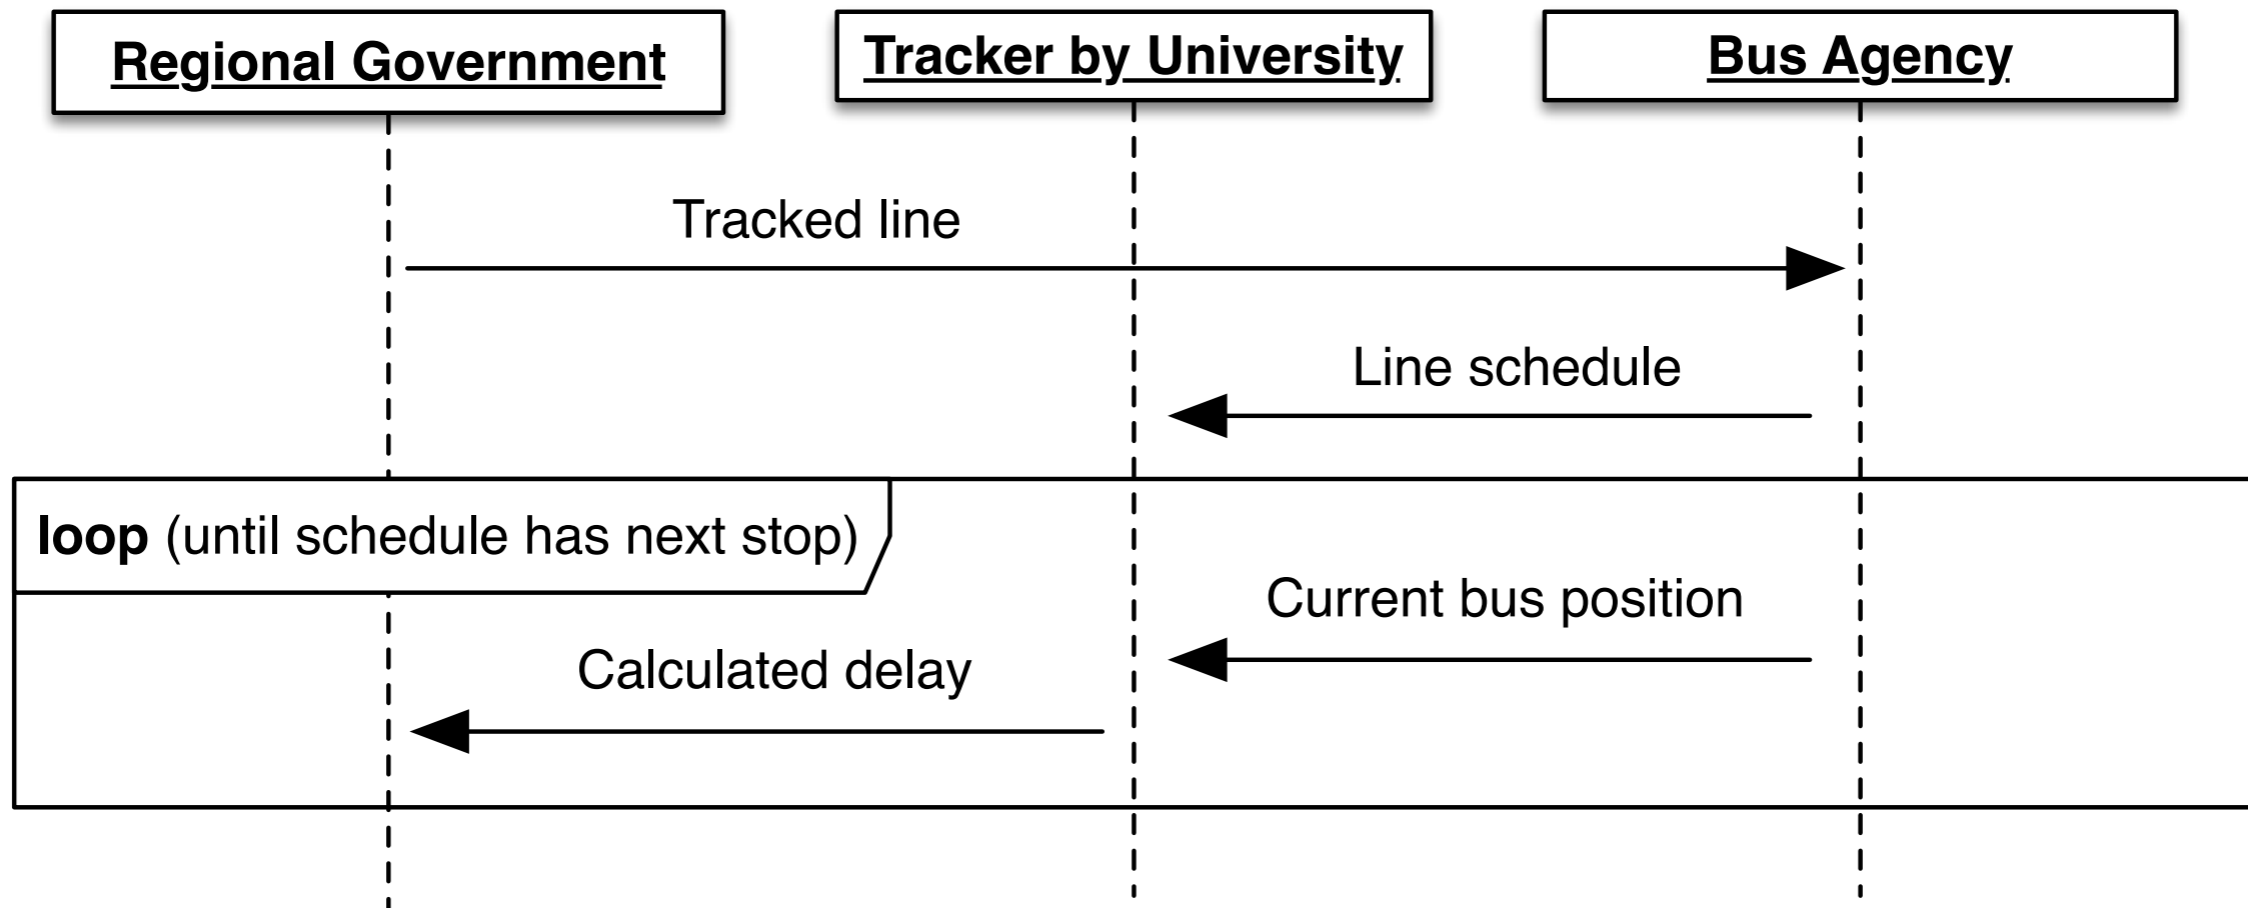 Regional Government
Tracker by University
Bus Agency
Tracked line
Line schedule
loop (until schedule has next stop)
Current bus position
Calculated delay